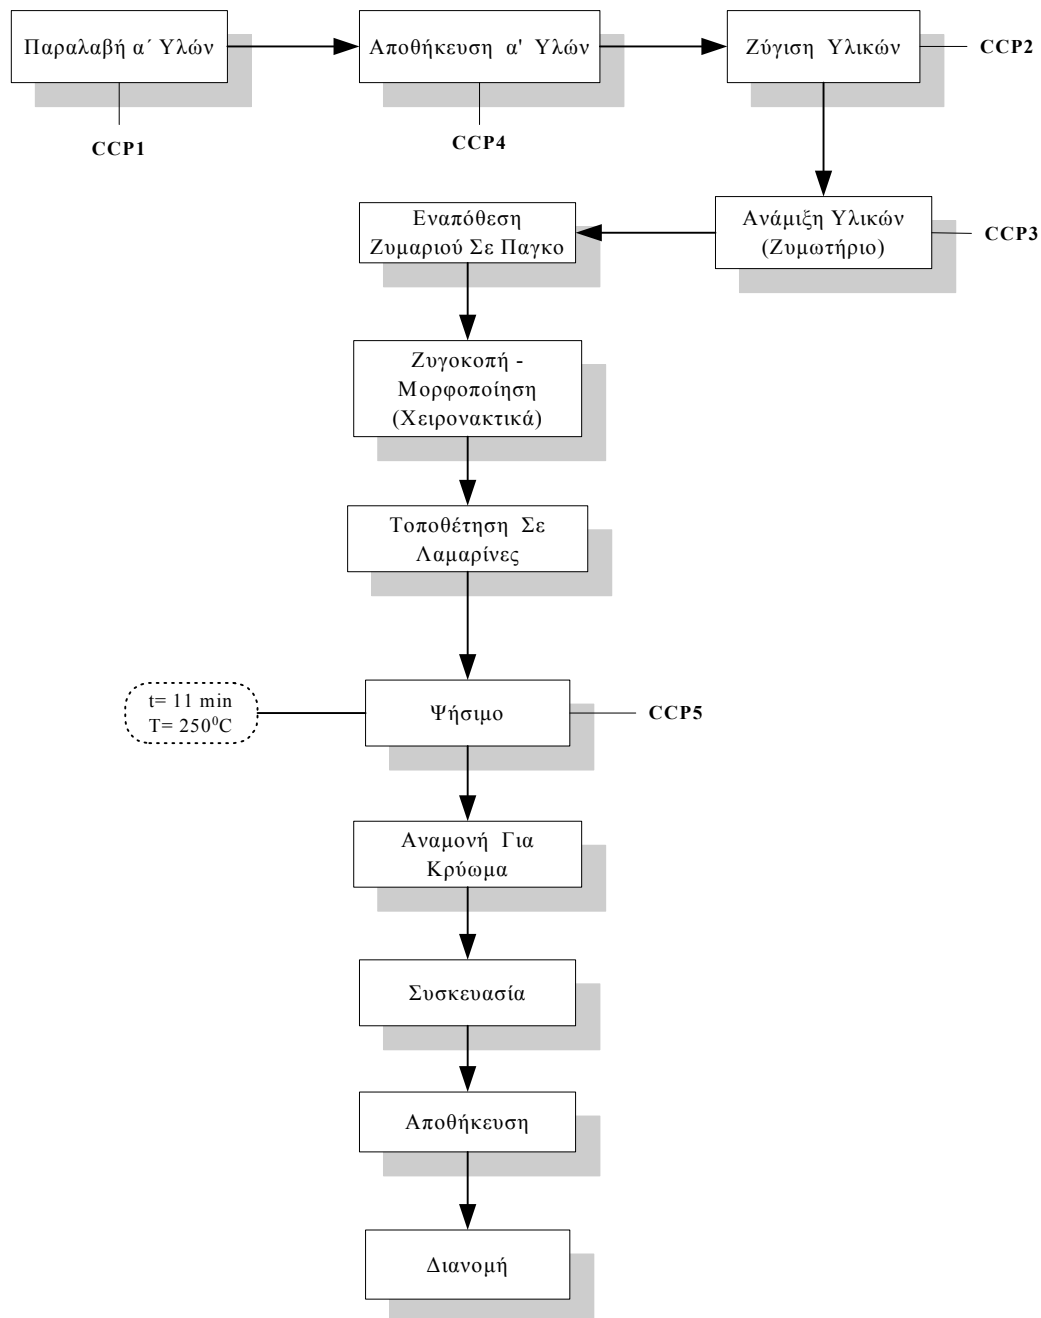 Παραλαβή α΄ Υλών
Αποθήκευση α' Υλών
Ζύγιση Υλικών
CCP2
CCP1
CCP4
Εναπόθεση
Ζυμαριού Σε Παγκο
Ανάμιξη Υλικών
(Ζυμωτήριο)
CCP3
Ζυγοκοπή -
Μορφοποίηση
(Χειρονακτικά)
Τοποθέτηση Σε
Λαμαρίνες
t= 11 min
T= 250⁰C
Ψήσιμο
CCP5
Αναμονή Για
Κρύωμα
Συσκευασία
Αποθήκευση
Διανομή